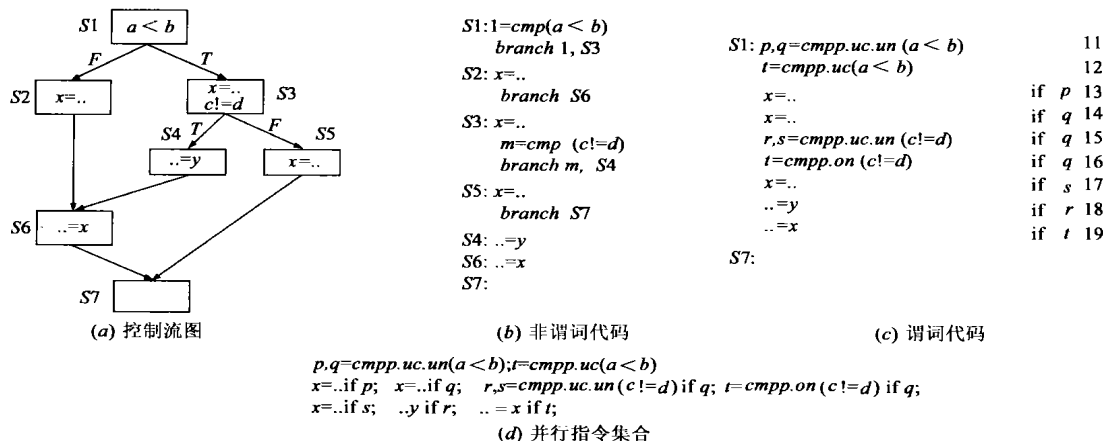 S1 a < b
F T
S2 x=.. x=.. c!=d S3
S4 T F S5
..=y x=..
S6 ..=x
S7
(a) 控制流图
S1:1=cmp(a < b)
branch 1, S3
S2: x=..
branch S6
S3: x=..
m=cmp (c!=d)
branch m, S4
S5: x=..
branch S7
S4: ..=y
S6: ..=x
S7:
(b) 非谓词代码
S1: p,q=cmpp.uc.un (a < b) 11
t=cmpp.uc(a < b) 12
x=.. if p 13
x=.. if q 14
r,s=cmpp.uc.un (c!=d) if q 15
t=cmpp.on (c!=d) if q 16
x=.. if s 17
..=y if r 18
..=x if t 19
S7:
(c) 谓词代码
p,q=cmpp.uc.un(a<b);t=cmpp.uc(a<b)
x=..if p; x=..if q; r,s=cmpp.uc.un(c!=d) if q; t=cmpp.on(c!=d) if q;
x=..if s; ..y if r; ..=x if t;
(d) 并行指令集合